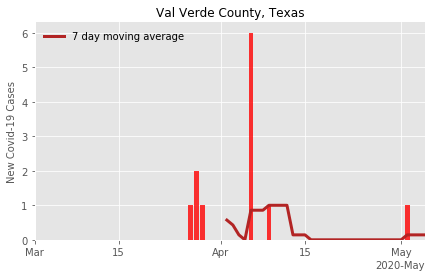 Val Verde County, Texas
7 day moving average
New Covid-19 Cases
6
5
4
3
2
1
0
Mar 15 Apr 15 May
2020-May